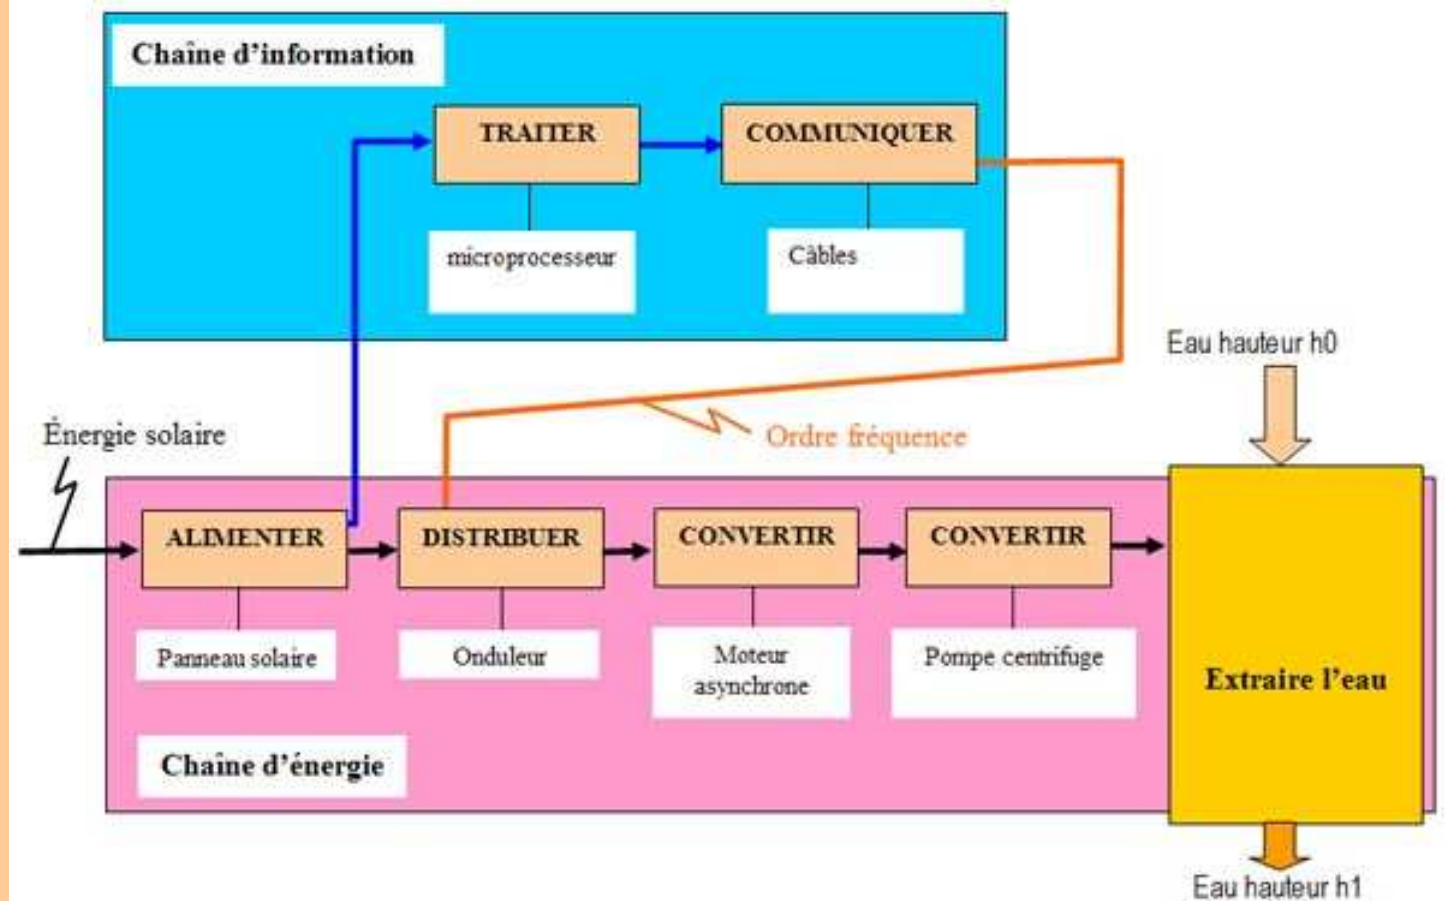 Chaîne d'information
TRAITER
COMMUNIQUER
microprocesseur
Câbles
Eau hauteur h0
Énergie solaire
Ordre fréquence
ALIMENTER
DISTRIBUER
CONVERTIR
CONVERTIR
Panneau solaire
Onduleur
Moteur
asynchrone
Pompe centrifuge
Extraire l'eau
Chaîne d'énergie
Eau hauteur h1